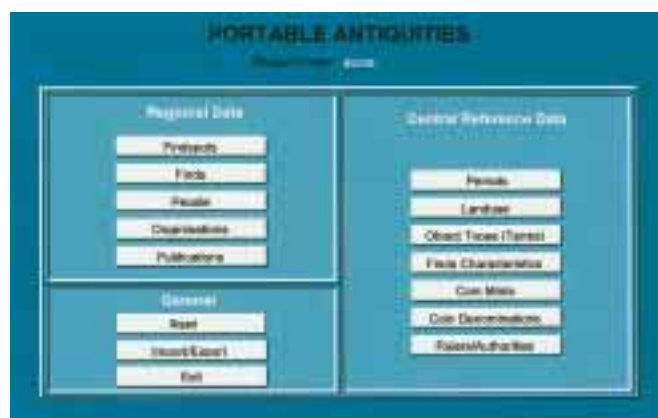 PORTABLE ANTIQUITIES
Regional Data
Findspots
Finds
People
Organisations
Publications
General
Import/Export
Exit
Central Reference Data
Periods
Landuse
Object Types (Terms)
Finds Characteristics
Coin Mints
Coin Denominations
Rulers/Authorities